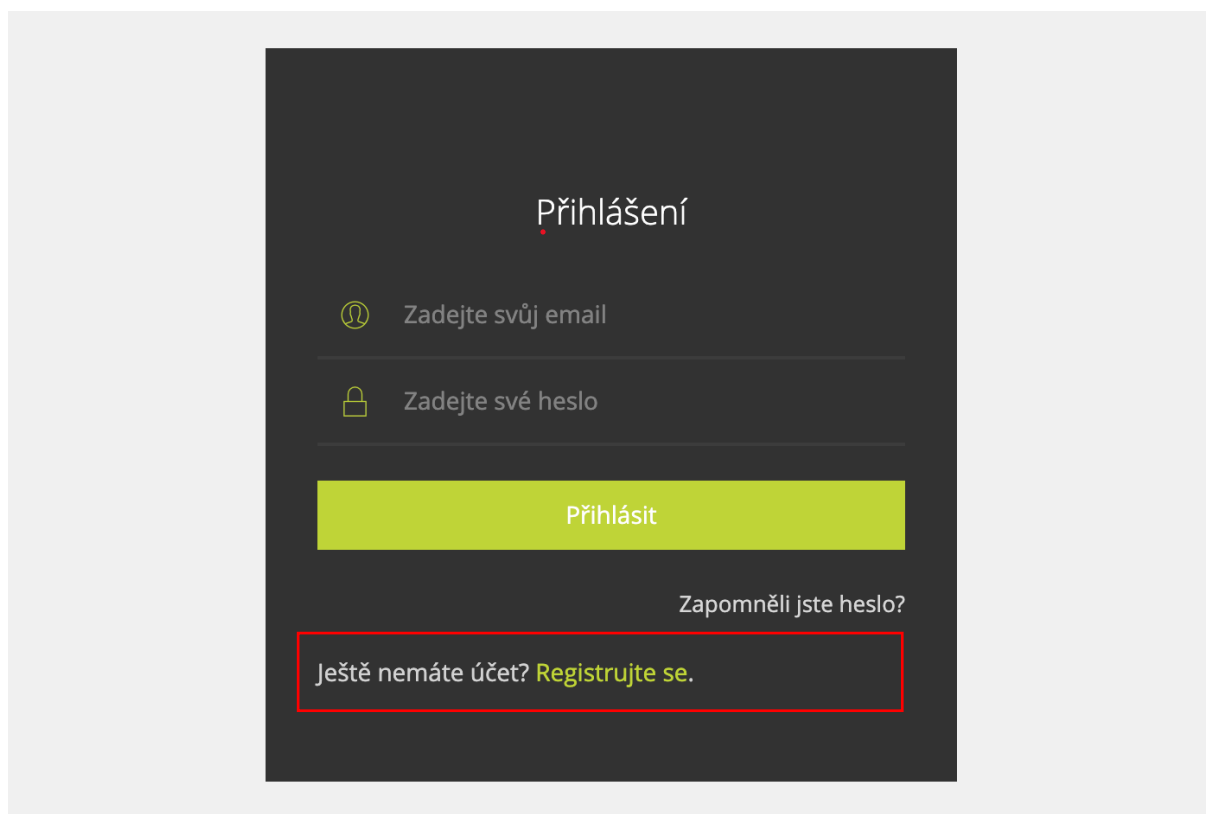 Přihlášení
Zadejte svůj email
Zadejte své heslo
Přihlásit
Zapomněli jste heslo?
Ještě nemáte účet? Registrujte se.